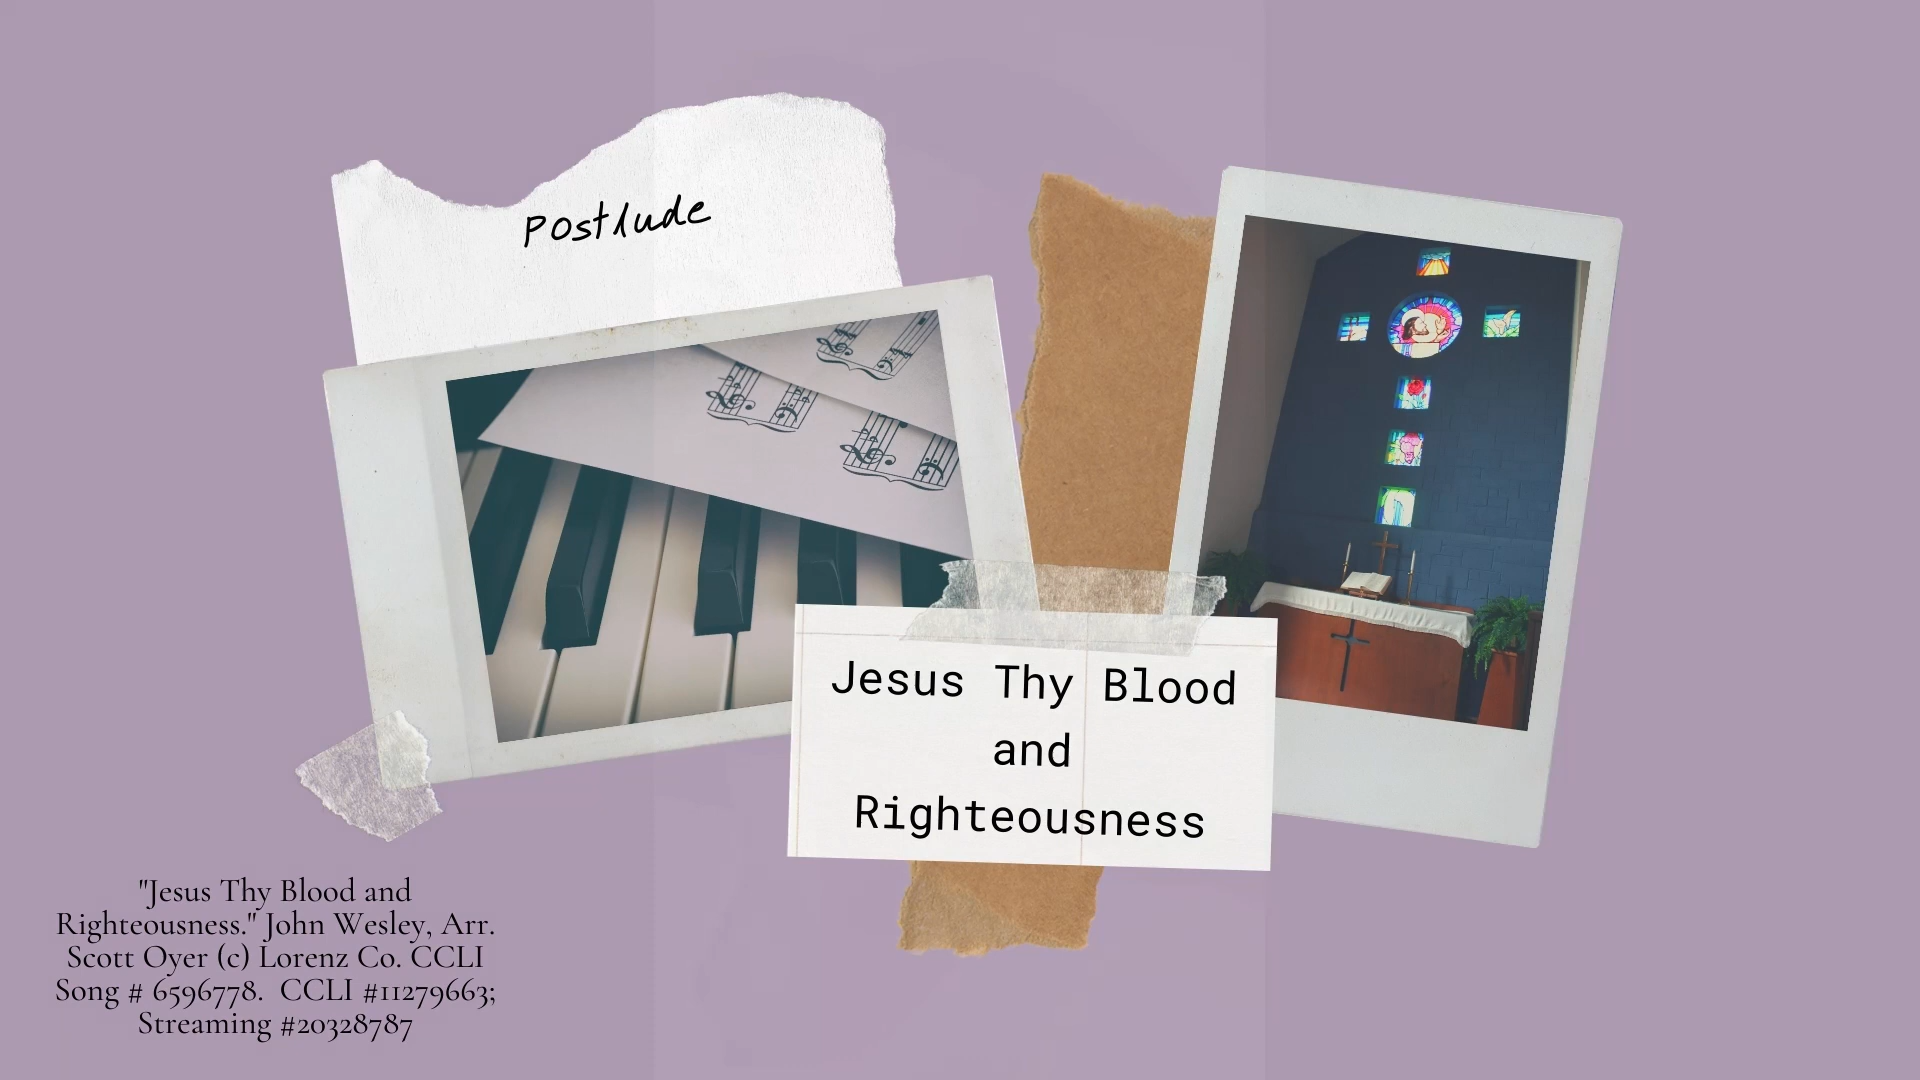 Postlude
Jesus Thy Blood
and
Righteousness
"Jesus Thy Blood and
Righteousness." John Wesley, Arr.
Scott Oyer (c) Lorenz Co. CCLI
Song # 6596778.  CCLI #11279663;
Streaming #20328787